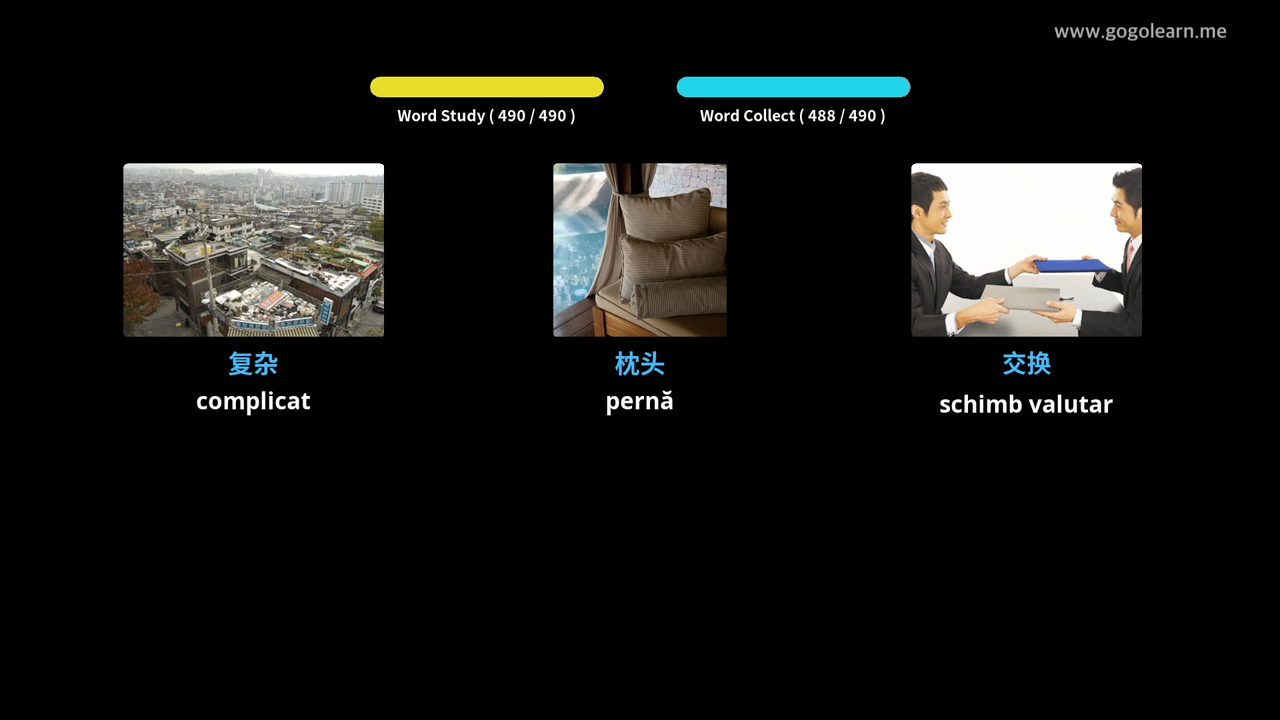 www.gogolearn.me
Word Study ( 490 / 490 )
Word Collect ( 488 / 490 )
复杂
枕头
交换
complicat
pernă
schimb valutar